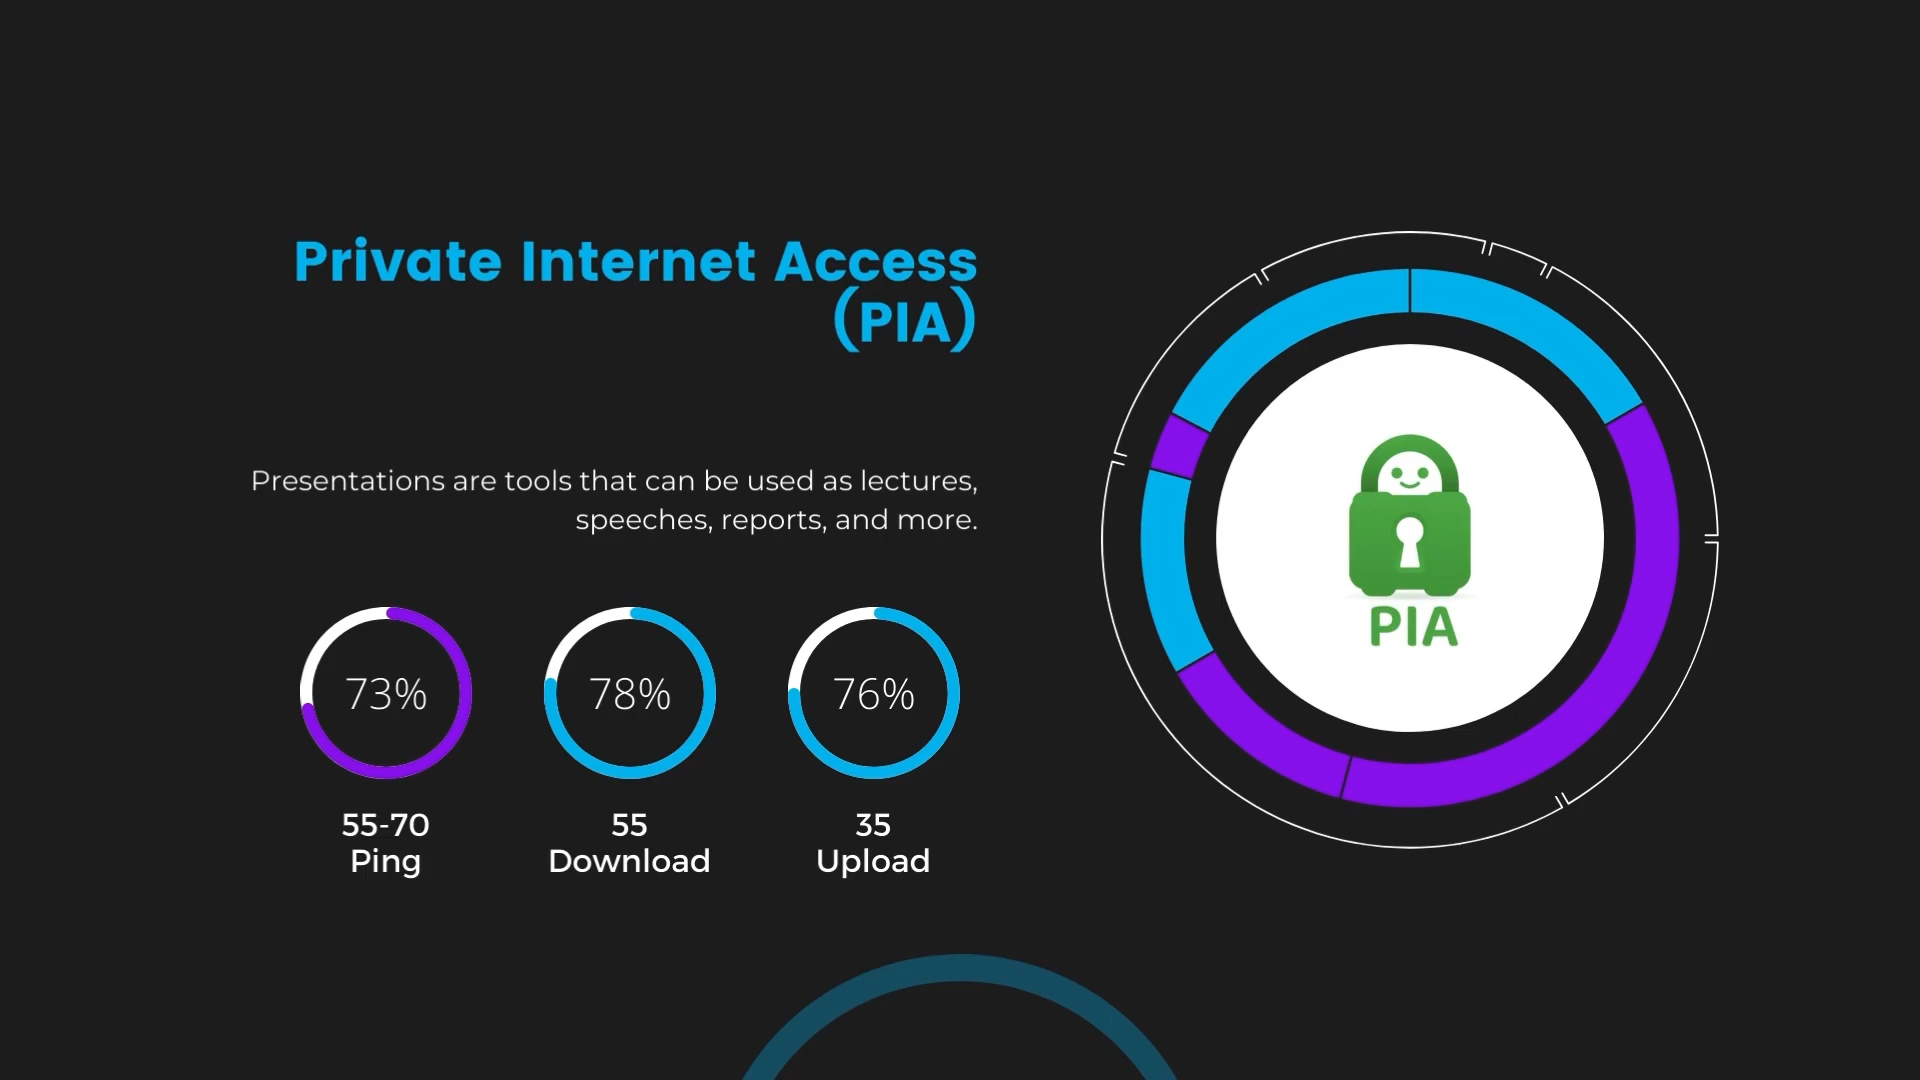 Private Internet Access
(PIA)
Presentations are tools that can be used as lectures,
speeches, reports, and more.
73%
78%
76%
55-70
Ping
55
Download
35
Upload
PIA